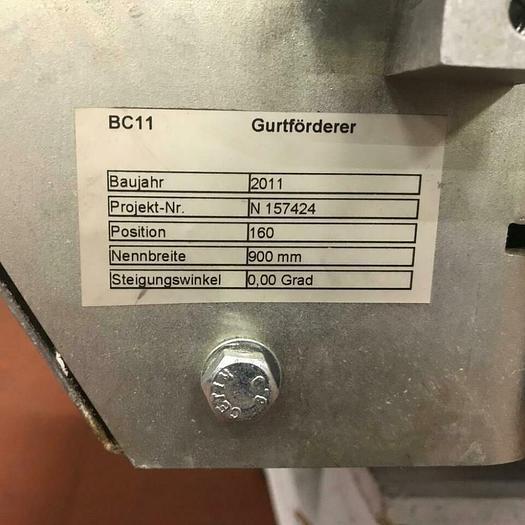 BC11 Gurtförderer
Baujahr 2011
Projekt-Nr. N 157424
Position 160
Nennbreite 900 mm
Steigungswinkel 0,00 Grad